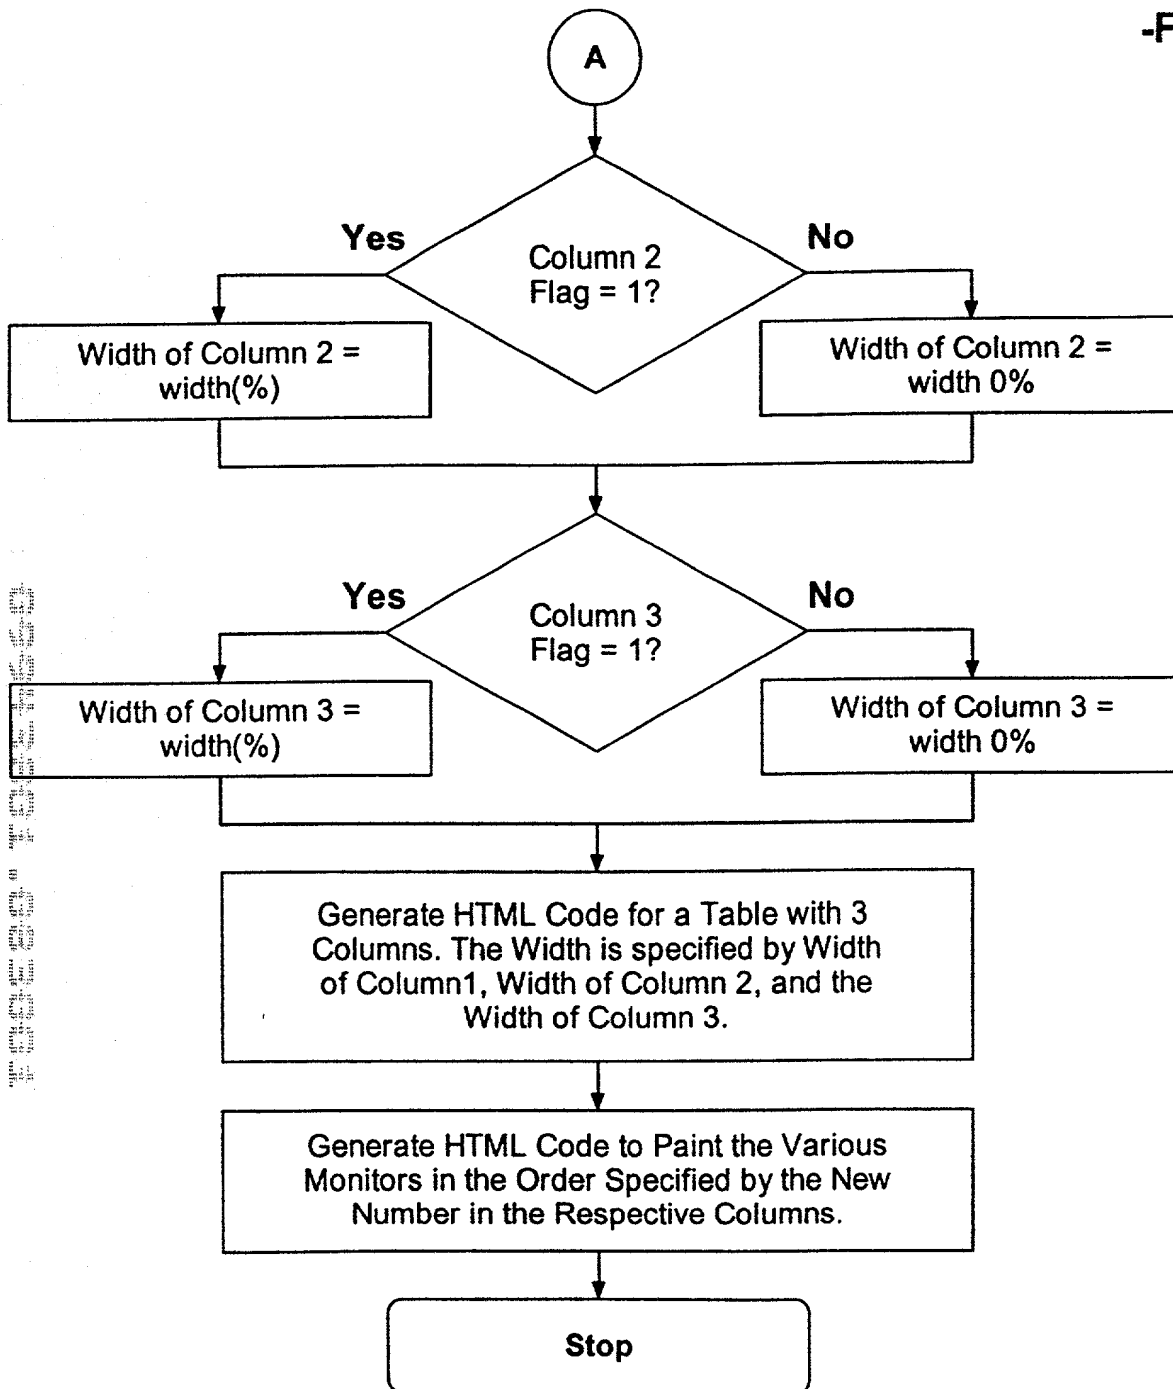 -F
A
Yes
No
Column 2
Flag = 1?
Width of Column 2 =
width(%)
Width of Column 2 =
width 0%
Yes
No
Column 3
Flag = 1?
Width of Column 3 =
width(%)
Width of Column 3 =
width 0%
Generate HTML Code for a Table with 3
Columns. The Width is specified by Width
of Column1, Width of Column 2, and the
Width of Column 3.
Generate HTML Code to Paint the Various
Monitors in the Order Specified by the New
Number in the Respective Columns.
Stop